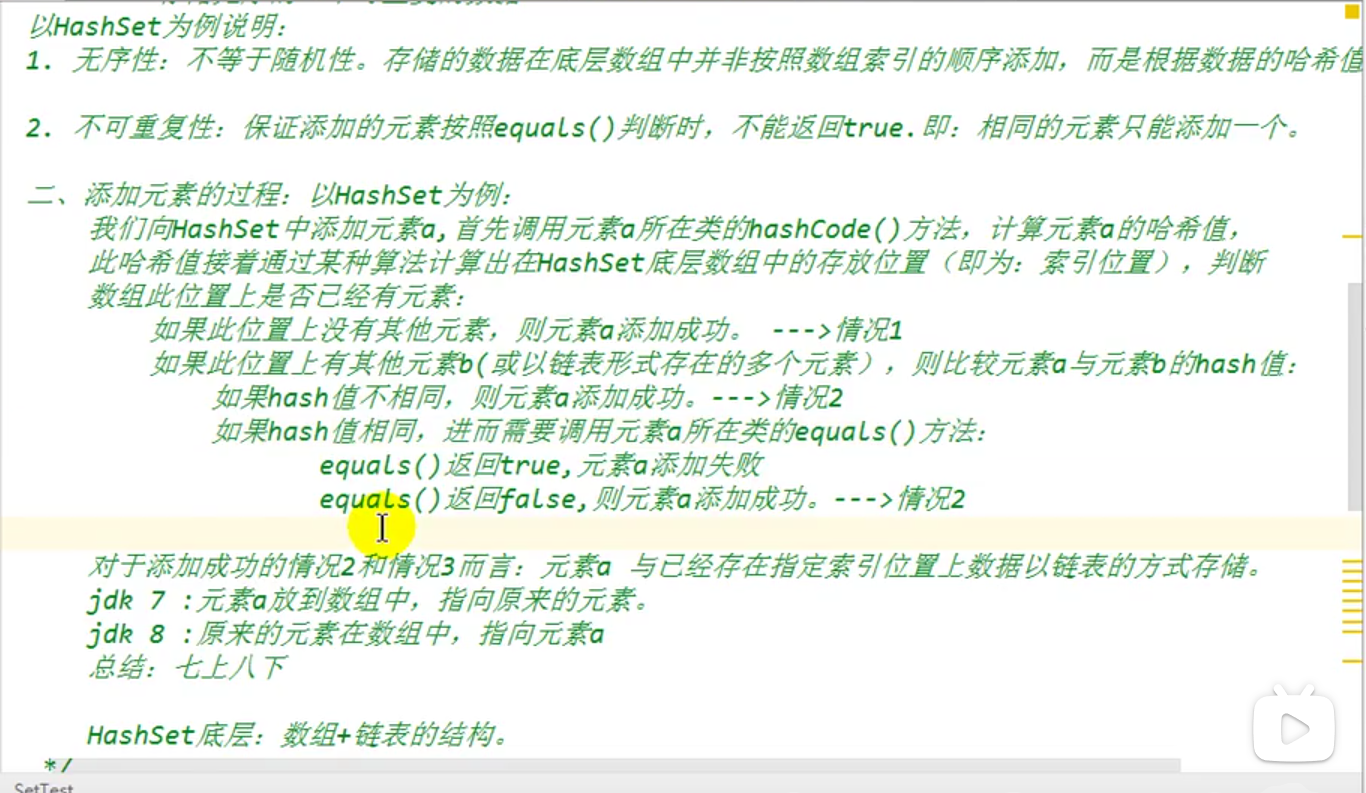 以HashSet为例说明：
1. 无序性：不等于随机性。存储的数据在底层数组中并非按照数组索引的顺序添加，而是根据数据的哈希值
2. 不可重复性：保证添加的元素按照equals()判断时，不能返回true.即：相同的元素只能添加一个。
二、添加元素的过程：以HashSet为例：
我们向HashSet中添加元素a,首先调用元素a所在类的hashCode()方法，计算元素a的哈希值，
此哈希值接着通过某种算法计算出在HashSet底层数组中的存放位置（即为：索引位置），判断
数组此位置上是否已经有元素：
如果此位置上没有其他元素，则元素a添加成功。 --->情况1
如果此位置上有其他元素b(或以链表形式存在的多个元素），则比较元素a与元素b的hash值：
如果hash值不相同，则元素a添加成功。--->情况2
如果hash值相同，进而需要调用元素a所在类的equals()方法：
equals()返回true,元素a添加失败
equals()返回false,则元素a添加成功。--->情况2
对于添加成功的情况2和情况3而言：元素a 与已经存在指定索引位置上数据以链表的方式存储。
jdk 7 :元素a放到数组中，指向原来的元素。
jdk 8 :原来的元素在数组中，指向元素a
总结：七上八下
HashSet底层：数组+链表的结构。
*/
SetTest